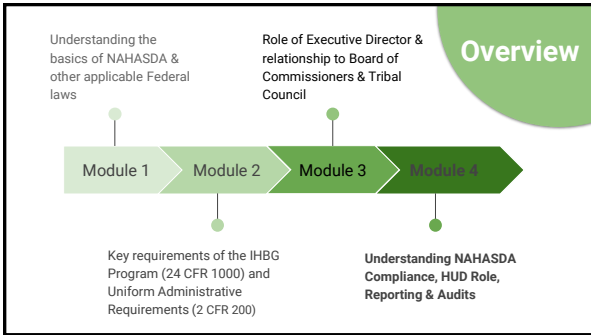 Understanding the
basics of NAHASDA &
other applicable Federal
laws
Role of Executive Director &
relationship to Board of
Commissioners & Tribal
Council
Overview
Module 1
Module 2
Module 3
Module 4
Key requirements of the IHBG
Program (24 CFR 1000) and
Uniform Administrative
Requirements (2 CFR 200)
Understanding NAHASDA
Compliance, HUD Role,
Reporting & Audits